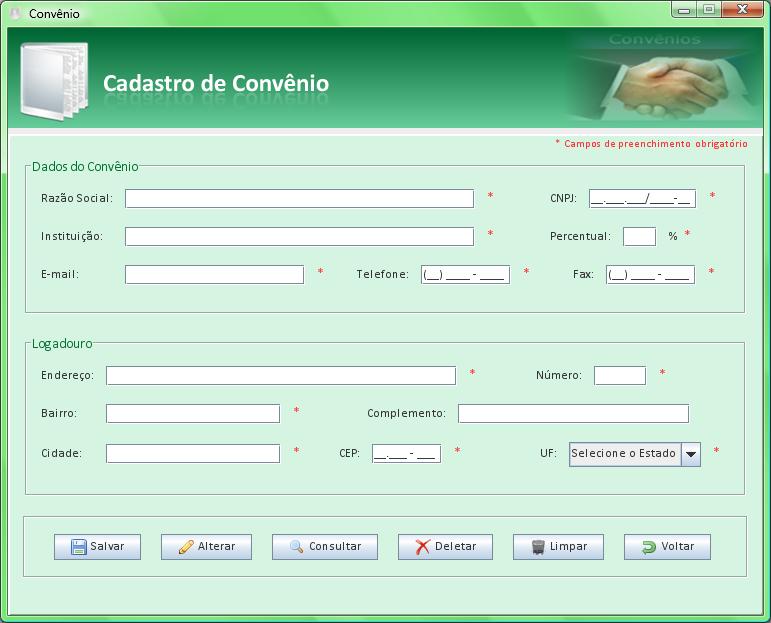 Convênio
Convênios
Cadastro de Convênio
* Campos de preenchimento obrigatório
Dados do Convênio
Razão Social: * CNPJ: __.___.___/____-__ *
Instituição: * Percentual: % *
E-mail: * Telefone: (__) ____ - ____ * Fax: (__) ____ - ____ *
Logadouro
Endereço: * Número: *
Bairro: * Complemento:
Cidade: * CEP: __.___ - ___ * UF: Selecione o Estado *
Salvar Alterar Consultar Deletar Limpar Voltar